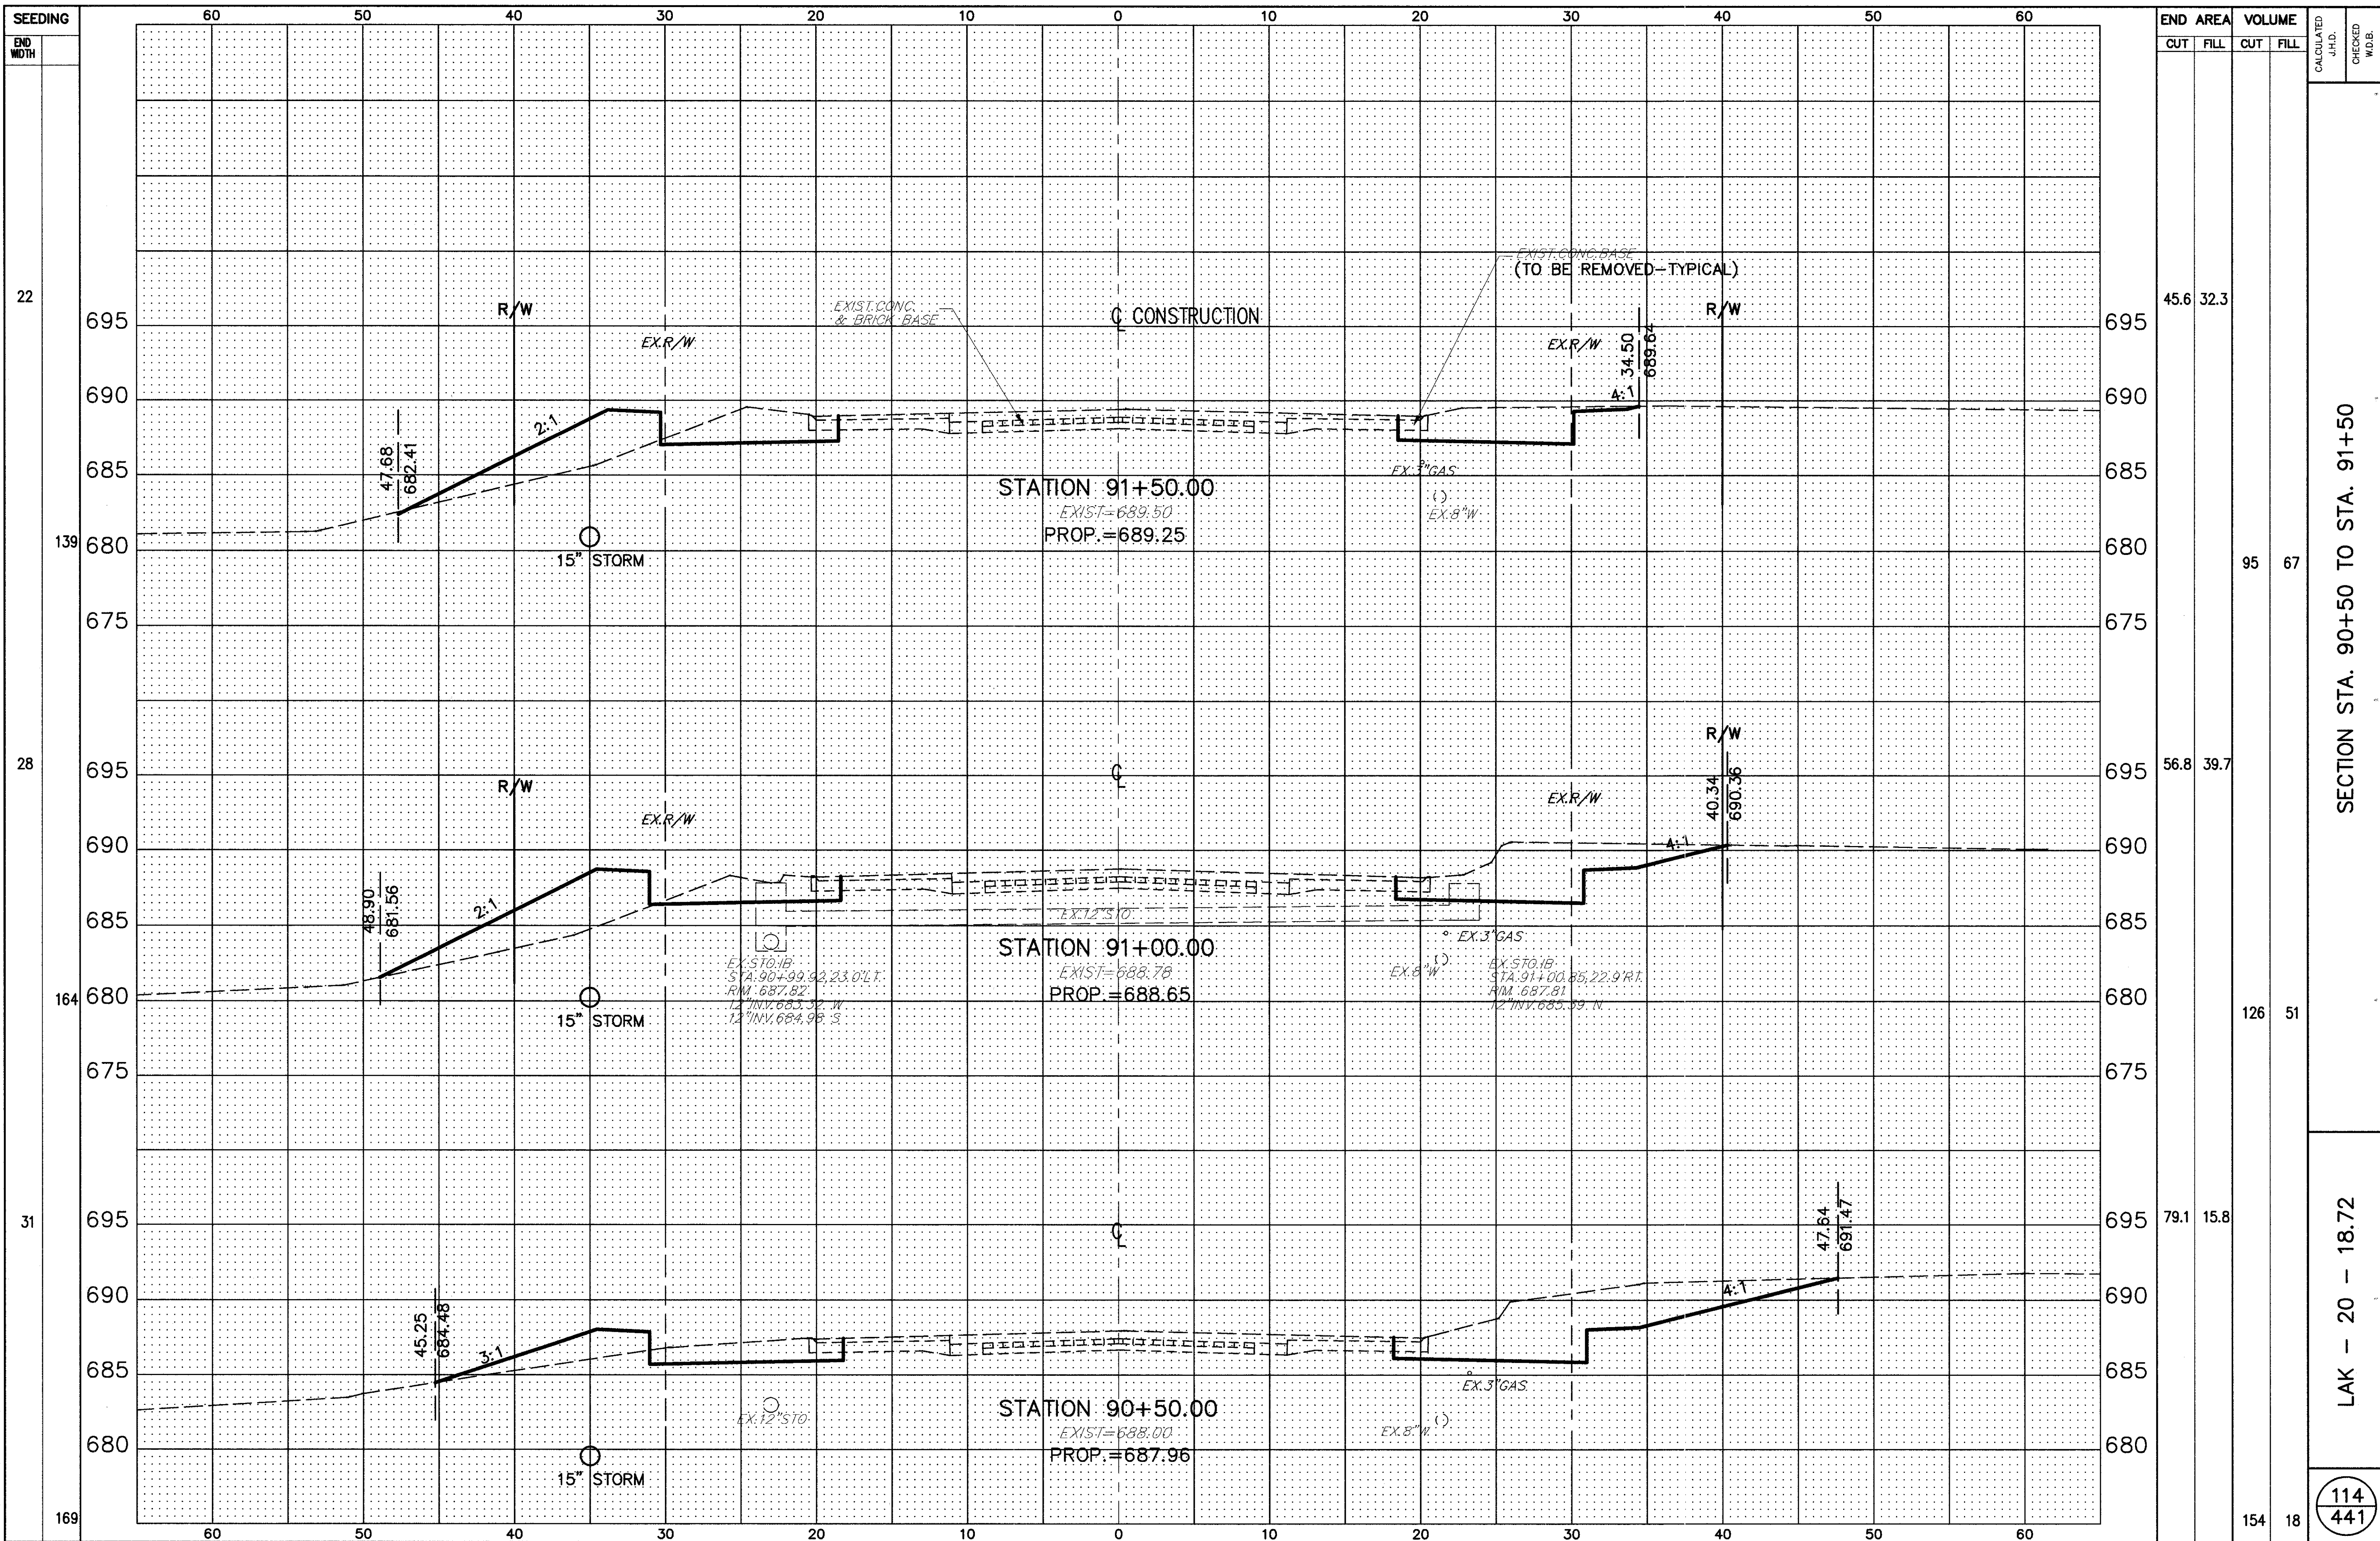 SEEDING
END
WIDTH
60 50 40 30 20 10 0 10 20 30 40 50 60
END AREA VOLUME
CUT FILL CUT FILL
CALCULATED
J.H.D.
CHECKED
W.D.B.
22
R/W
EX.R/W
EXIST.CONC.
& BRICK BASE
℄ CONSTRUCTION
EXIST.CONC.BASE
(TO BE REMOVED-TYPICAL)
EX.R/W
34.50
689.64
R/W
45.6 32.3
695 695
690 690
685 685
680 680
675 675
47.68
682.41
2:1
4:1
EX.3"GAS
EX.8"W
STATION 91+50.00
EXIST=689.50
PROP.=689.25
15" STORM
139
95 67
28
R/W
EX.R/W
℄
EX.R/W
R/W
40.34
690.36
56.8 39.7
695 695
690 690
685 685
680 680
675 675
48.90
681.56
2:1
4:1
EX.12"STO
STATION 91+00.00
EXIST=688.78
PROP.=688.65
EX.STO.IB
STA.90+99.92,23.0'LT.
RIM 687.82
12"INV.683.32 W
12"INV.684.98 S
EX.3"GAS
EX.8"W
EX.STO.IB
STA.91+00.85,22.9'RT.
RIM 687.81
12"INV.685.39 N
15" STORM
164
126 51
31
℄
47.64
691.47
79.1 15.8
695 695
690 690
685 685
680 680
45.25
684.48
3:1
4:1
EX.12"STO
STATION 90+50.00
EXIST=688.00
PROP.=687.96
EX.3"GAS
EX.8"W
15" STORM
169
154 18
60 50 40 30 20 10 0 10 20 30 40 50 60
SECTION STA. 90+50 TO STA. 91+50
LAK - 20 - 18.72
114
441